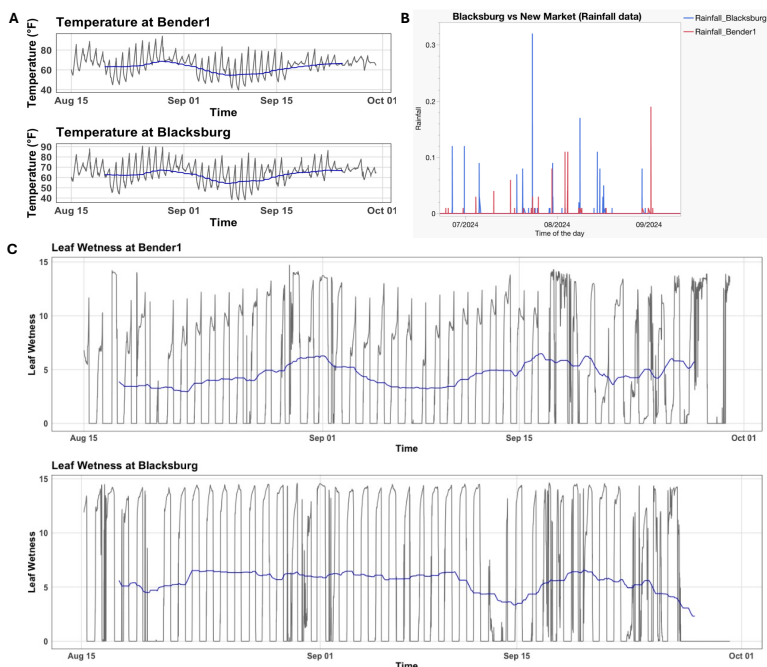 A
Temperature at Bender1
Temperature (°F)
80
60
40
Aug 15
Sep 01
Sep 15
Oct 01
Time
Temperature at Blacksburg
Temperature (°F)
90
80
70
60
50
40
Aug 15
Sep 01
Sep 15
Oct 01
Time
B
Blacksburg vs New Market (Rainfall data)
Rainfall_Blacksburg
Rainfall_Bender1
Rainfall
0.3
0.2
0.1
0
07/2024
08/2024
09/2024
Time of the day
C
Leaf Wetness at Bender1
Leaf Wetness
15
10
5
0
Aug 15
Sep 01
Sep 15
Oct 01
Time
Leaf Wetness at Blacksburg
Leaf Wetness
15
10
5
0
Aug 15
Sep 01
Sep 15
Oct 01
Time